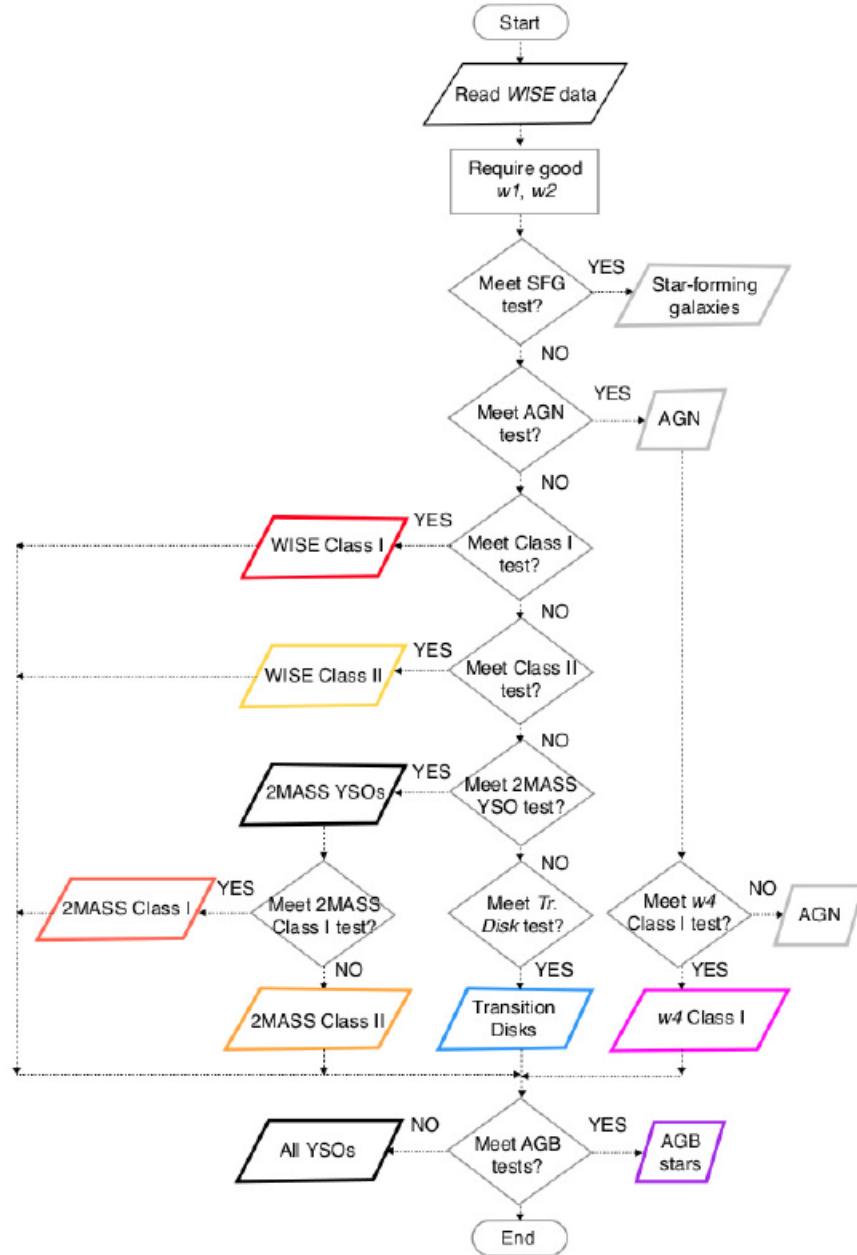 Start
Read WISE data
Require good
w1, w2
Meet SFG
test?
YES
Star-forming
galaxies
NO
Meet AGN
test?
YES
AGN
NO
Meet Class I
test?
YES
WISE Class I
NO
Meet Class II
test?
YES
WISE Class II
NO
Meet 2MASS
YSO test?
YES
2MASS YSOs
NO
Meet 2MASS
Class I test?
YES
2MASS Class I
NO
2MASS Class II
Meet Tr.
Disk test?
YES
Transition
Disks
Meet w4
Class I test?
NO
AGN
YES
w4 Class I
Meet AGB
tests?
NO
All YSOs
YES
AGB
stars
End